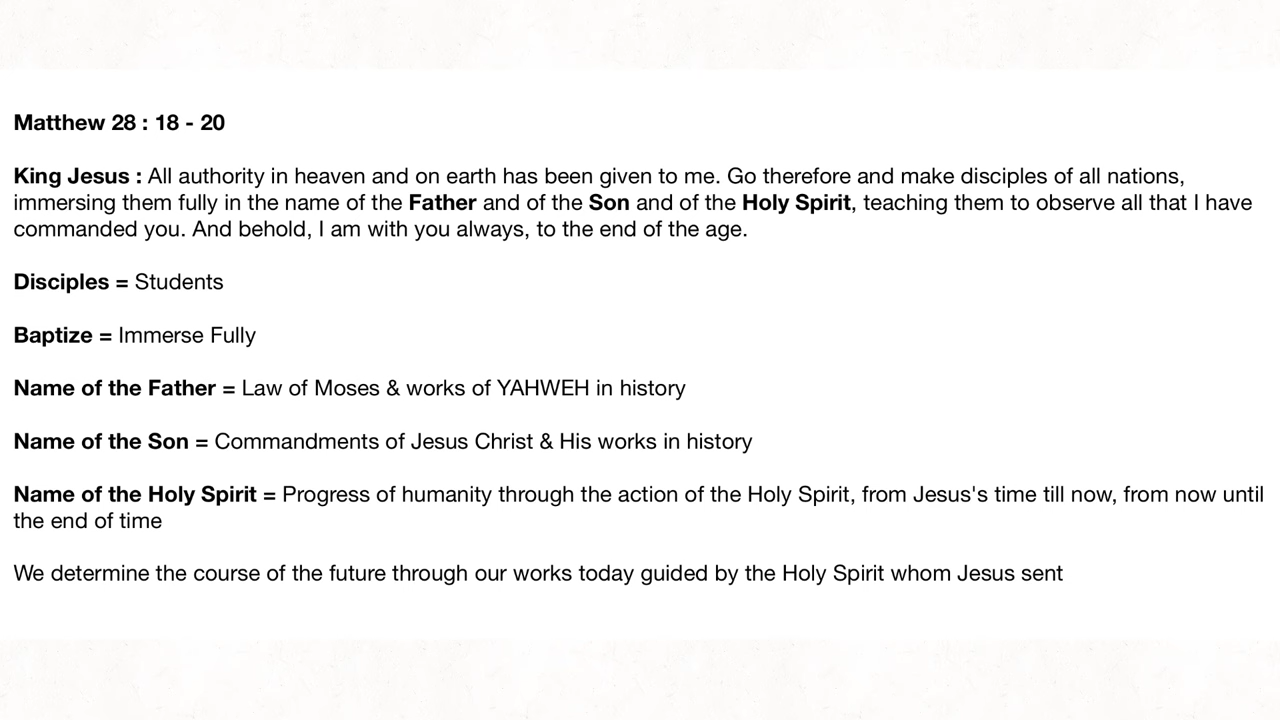 Matthew 28 : 18 - 20
King Jesus : All authority in heaven and on earth has been given to me. Go therefore and make disciples of all nations,
immersing them fully in the name of the Father and of the Son and of the Holy Spirit, teaching them to observe all that I have
commanded you. And behold, I am with you always, to the end of the age.
Disciples = Students
Baptize = Immerse Fully
Name of the Father = Law of Moses & works of YAHWEH in history
Name of the Son = Commandments of Jesus Christ & His works in history
Name of the Holy Spirit = Progress of humanity through the action of the Holy Spirit, from Jesus's time till now, from now until
the end of time
We determine the course of the future through our works today guided by the Holy Spirit whom Jesus sent